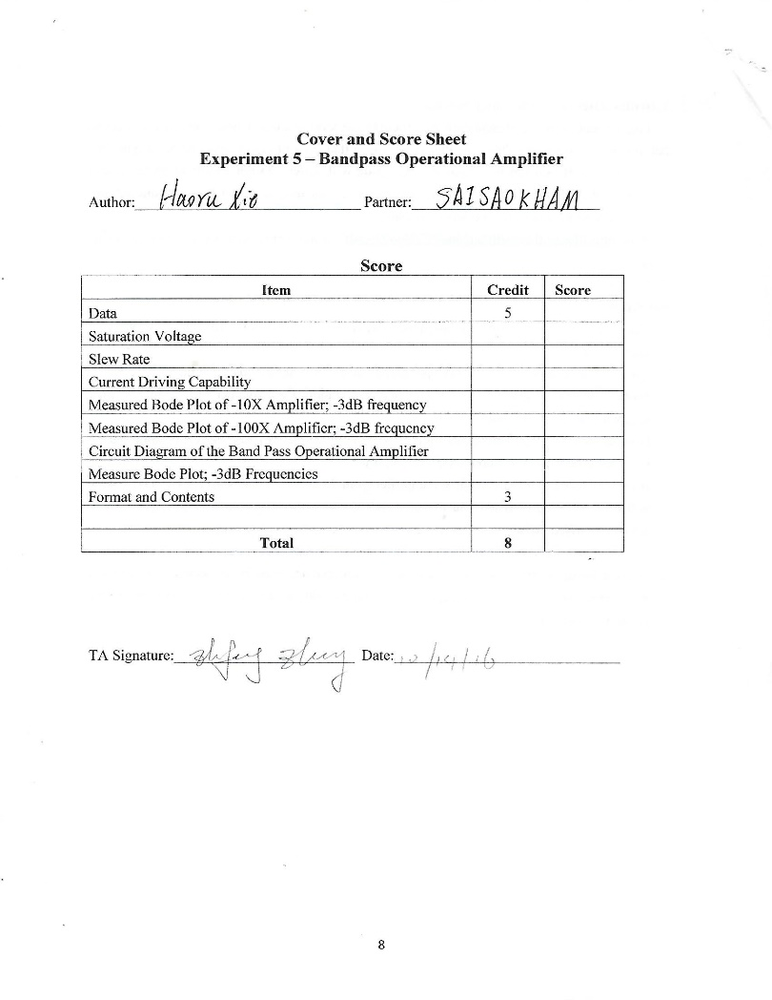 Cover and Score Sheet
Experiment 5 – Bandpass Operational Amplifier
Author: Haoru Xie Partner: SAISAOKHAM
Score
Item Credit Score
Data 5
Saturation Voltage
Slew Rate
Current Driving Capability
Measured Bode Plot of -10X Amplifier; -3dB frequency
Measured Bode Plot of -100X Amplifier; -3dB frequency
Circuit Diagram of the Band Pass Operational Amplifier
Measure Bode Plot; -3dB Frequencies
Format and Contents 3
Total 8
TA Signature: Date: 10/14/16
8